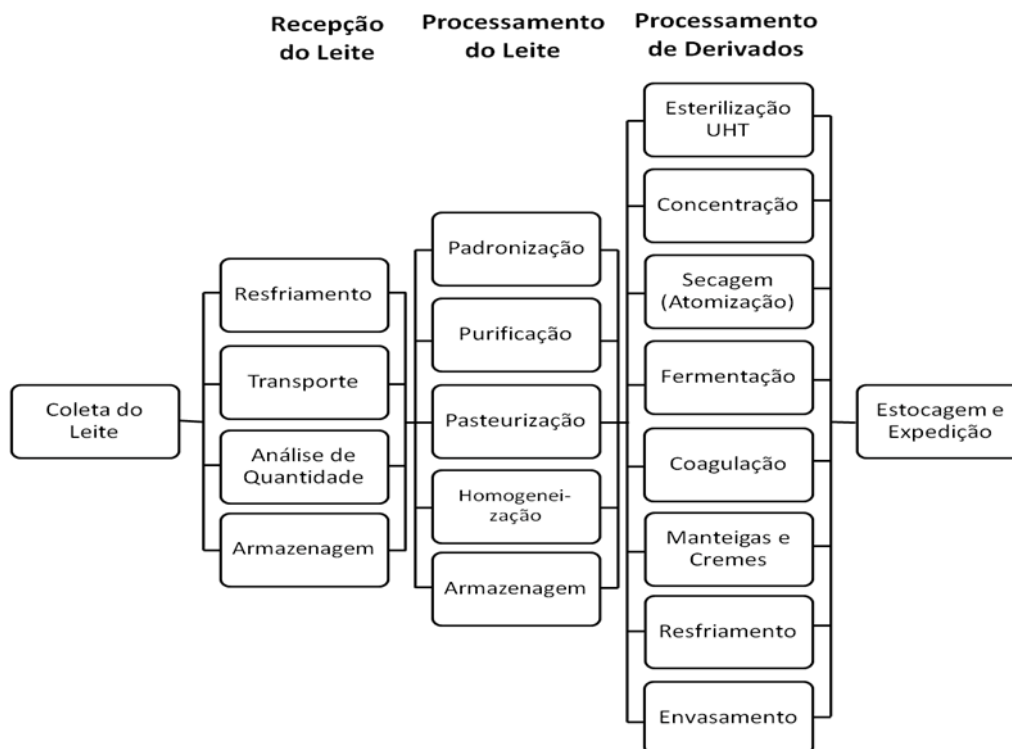 Recepção
do Leite
Processamento
do Leite
Processamento
de Derivados
Coleta do
Leite
Resfriamento
Transporte
Análise de
Quantidade
Armazenagem
Padronização
Purificação
Pasteurização
Homogenei-
zação
Armazenagem
Esterilização
UHT
Concentração
Secagem
(Atomização)
Fermentação
Coagulação
Manteigas e
Cremes
Resfriamento
Envasamento
Estocagem e
Expedição